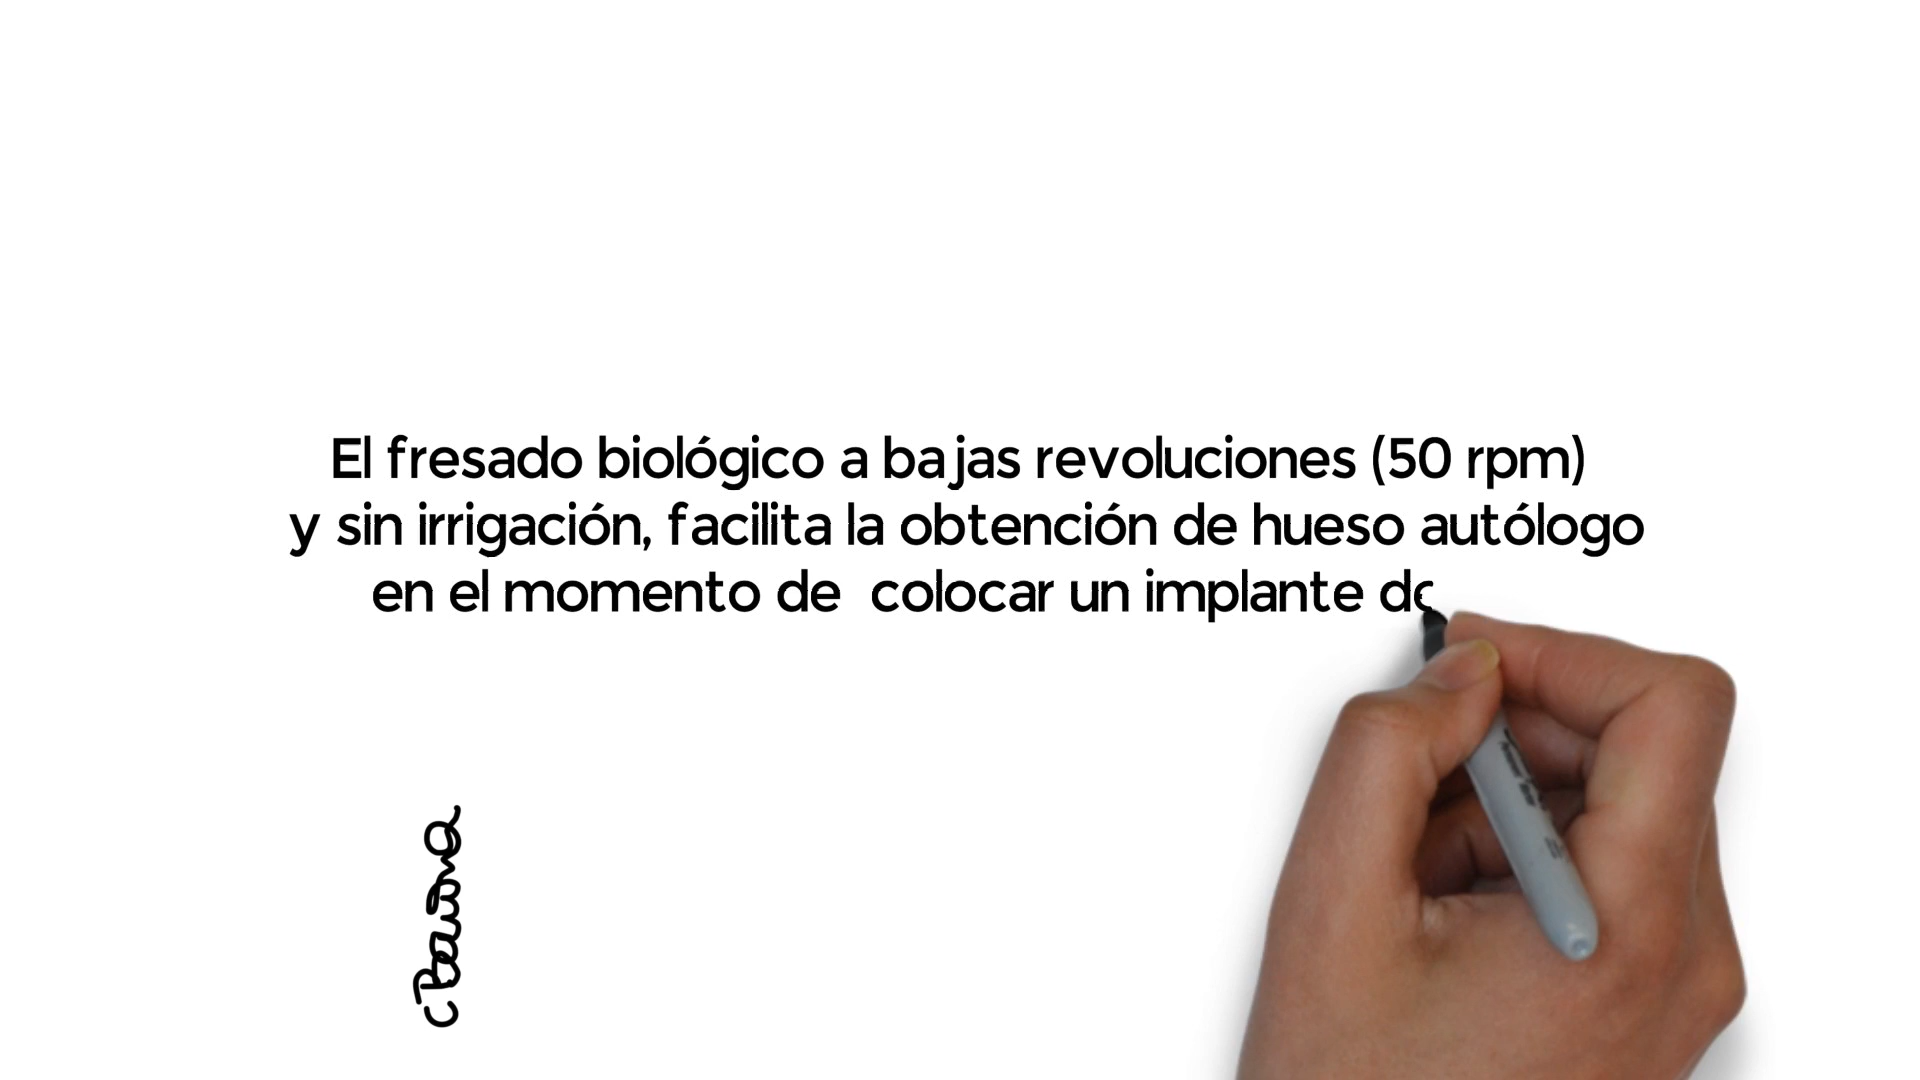 El fresado biológico a bajas revoluciones (50 rpm)
y sin irrigación, facilita la obtención de hueso autólogo
en el momento de colocar un implante